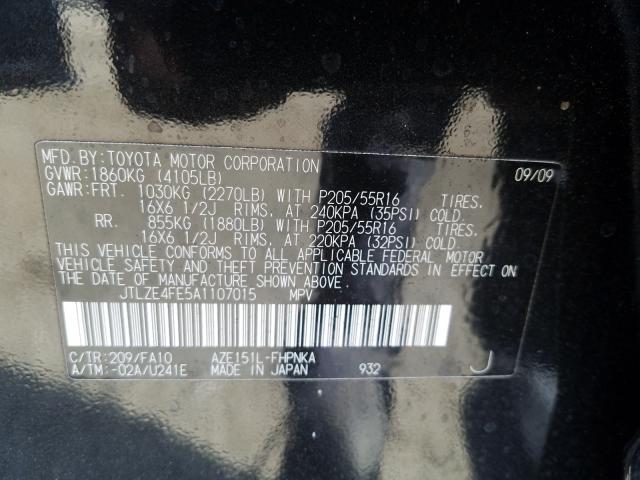 MFD.BY:TOYOTA MOTOR CORPORATION 09/09
GVWR:1860KG (4105LB)
GAWR:FRT. 1030KG (2270LB) WITH P205/55R16 TIRES,
16X6 1/2J RIMS, AT 240KPA (35PSI) COLD.
RR. 855KG (1880LB) WITH P205/55R16 TIRES,
16X6 1/2J RIMS, AT 220KPA (32PSI) COLD.
THIS VEHICLE CONFORMS TO ALL APPLICABLE FEDERAL MOTOR
VEHICLE SAFETY AND THEFT PREVENTION STANDARDS IN EFFECT ON
THE DATE OF MANUFACTURE SHOWN ABOVE.
JTLZE4FE5A1107015 MPV
C/TR:209/FA10 AZE151L-FHPNKA
A/TM:-02A/U241E MADE IN JAPAN 932 J